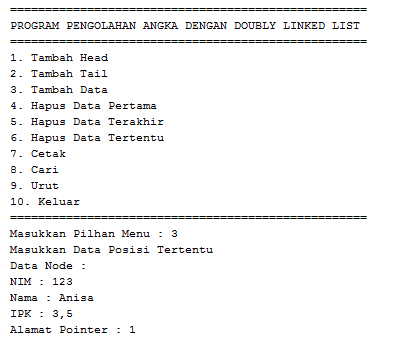 ===================================================
PROGRAM PENGOLAHAN ANGKA DENGAN DOUBLY LINKED LIST
===================================================
1. Tambah Head
2. Tambah Tail
3. Tambah Data
4. Hapus Data Pertama
5. Hapus Data Terakhir
6. Hapus Data Tertentu
7. Cetak
8. Cari
9. Urut
10. Keluar
===================================================
Masukkan Pilhan Menu : 3
Masukkan Data Posisi Tertentu
Data Node :
NIM : 123
Nama : Anisa
IPK : 3,5
Alamat Pointer : 1